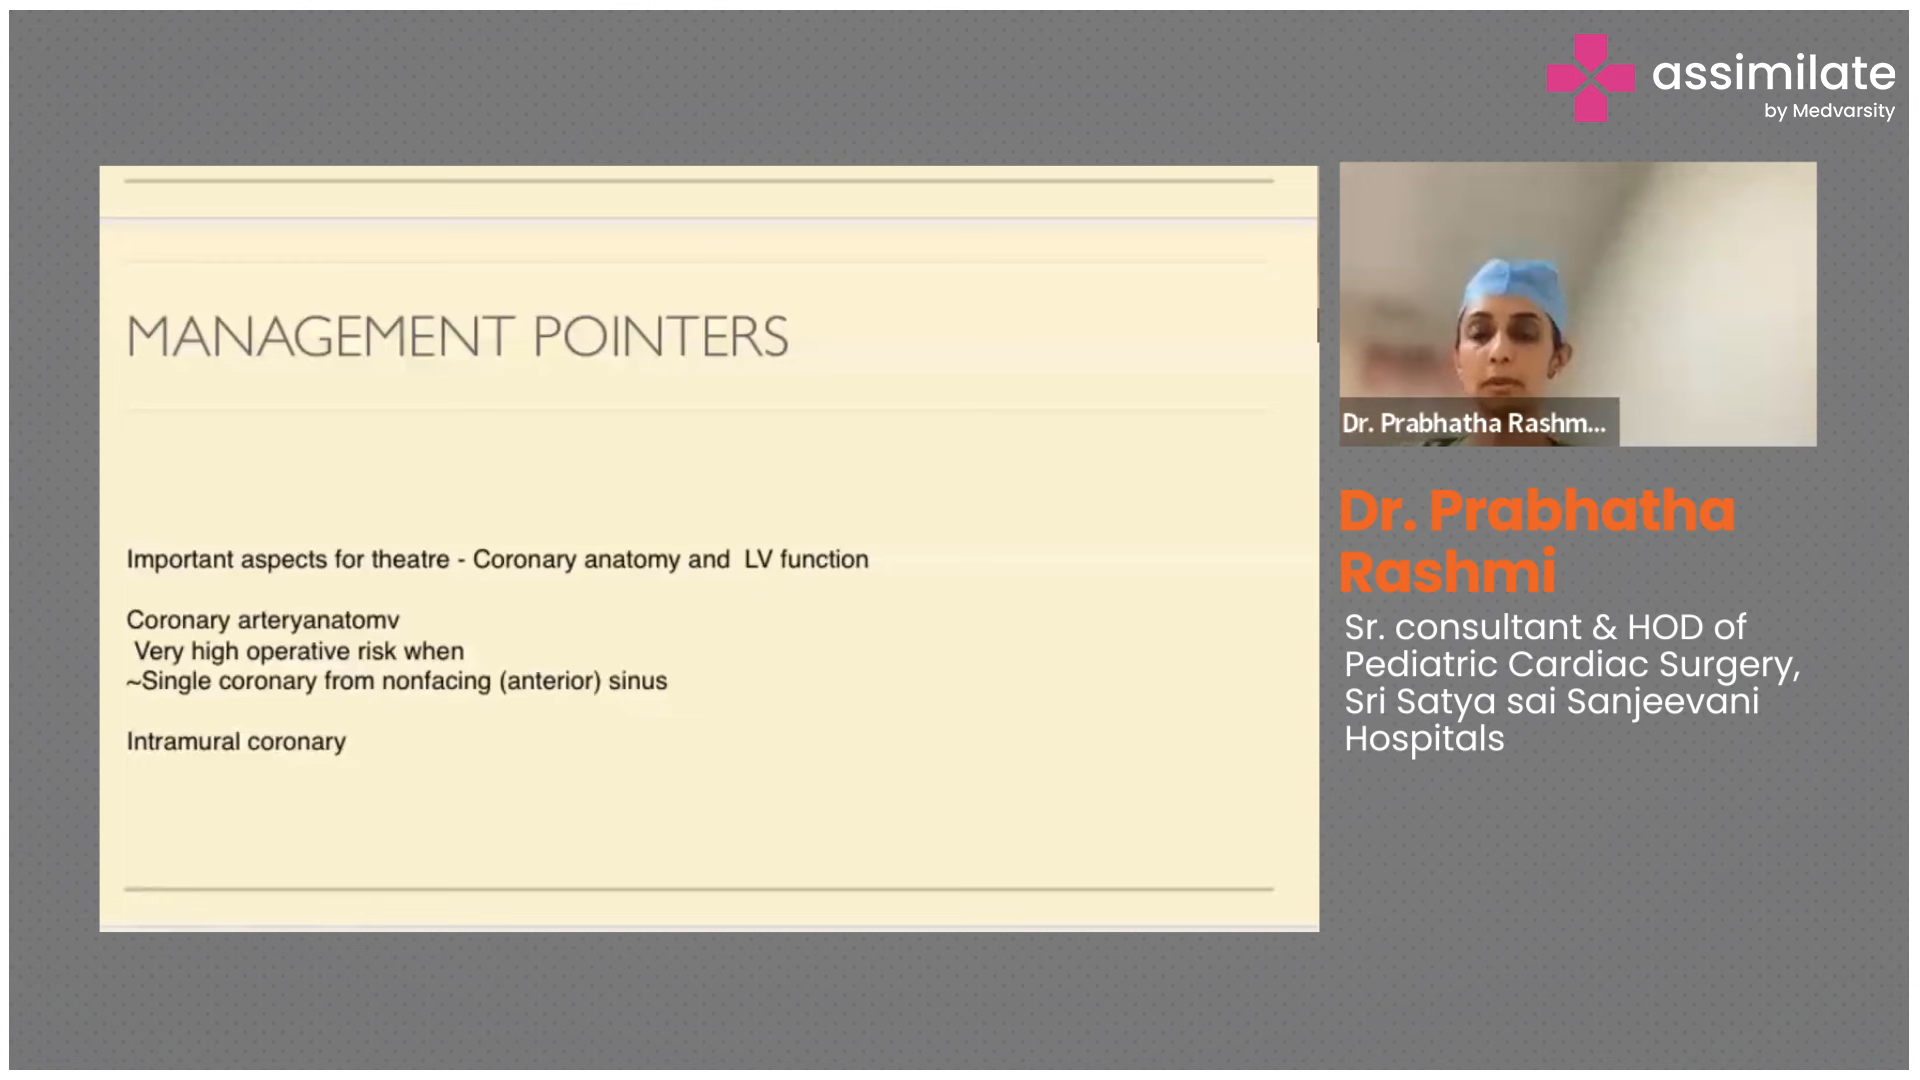 assimilate
by Medvarsity
MANAGEMENT POINTERS
Important aspects for theatre - Coronary anatomy and LV function
Coronary arteryanatomv
Very high operative risk when
~Single coronary from nonfacing (anterior) sinus
Intramural coronary
Dr. Prabhatha Rashm...
Dr. Prabhatha
Rashmi
Sr. consultant & HOD of
Pediatric Cardiac Surgery,
Sri Satya sai Sanjeevani
Hospitals